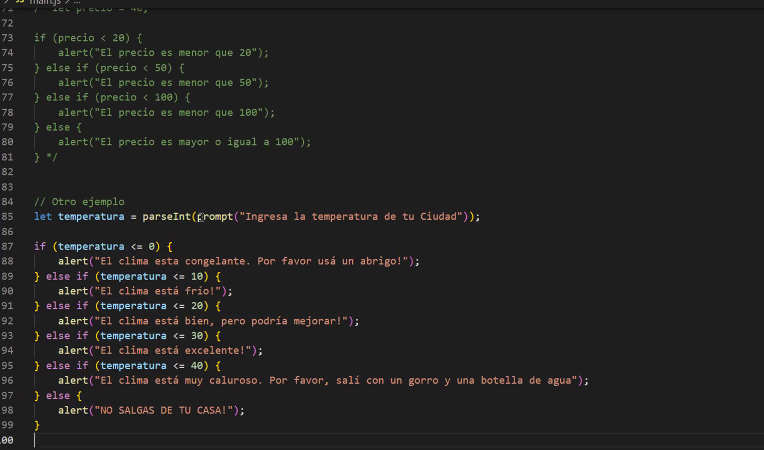 main.js > ...
71 / let precio = 40;
72
73 if (precio < 20) {
74 alert("El precio es menor que 20");
75 } else if (precio < 50) {
76 alert("El precio es menor que 50");
77 } else if (precio < 100) {
78 alert("El precio es menor que 100");
79 } else {
80 alert("El precio es mayor o igual a 100");
81 } */
82
83
84 // Otro ejemplo
85 let temperatura = parseInt(prompt("Ingresa la temperatura de tu Ciudad"));
86
87 if (temperatura <= 0) {
88 alert("El clima esta congelante. Por favor usá un abrigo!");
89 } else if (temperatura <= 10) {
90 alert("El clima está frío!");
91 } else if (temperatura <= 20) {
92 alert("El clima está bien, pero podría mejorar!");
93 } else if (temperatura <= 30) {
94 alert("El clima está excelente!");
95 } else if (temperatura <= 40) {
96 alert("El clima está muy caluroso. Por favor, salí con un gorro y una botella de agua");
97 } else {
98 alert("NO SALGAS DE TU CASA!");
99 }
100